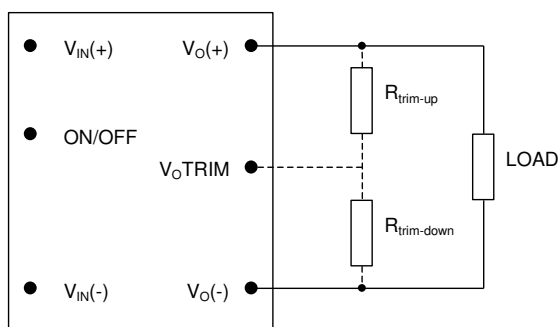 V_IN(+) V_O(+)
R_trim-up
ON/OFF
LOAD
V_OTRIM
R_trim-down
V_IN(-) V_O(-)